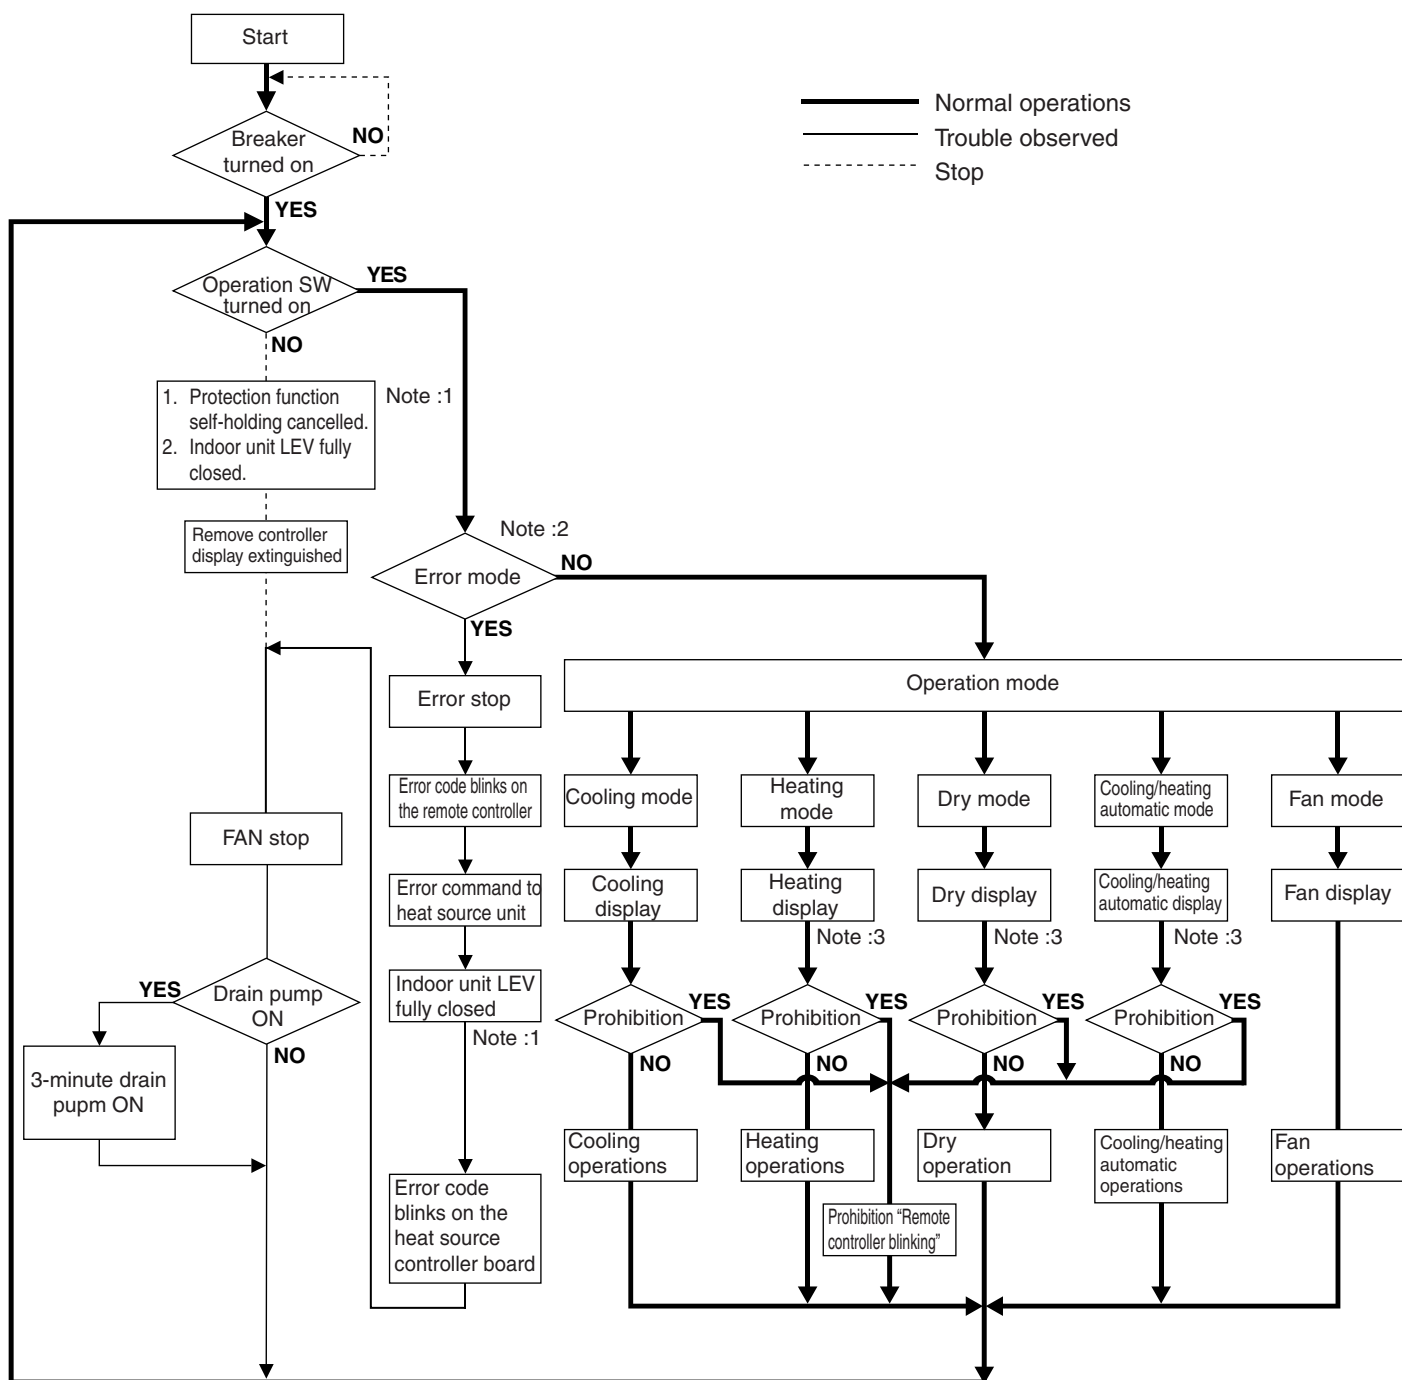 Start
Normal operations
Trouble observed
Stop
Breaker
turned on
NO
YES
Operation SW
turned on
YES
NO
1. Protection function
self-holding cancelled.
2. Indoor unit LEV fully
closed.
Note :1
Remove controller
display extinguished
Note :2
Error mode
NO
YES
Error stop
Operation mode
Error code blinks on
the remote controller
Cooling mode
Heating
mode
Dry mode
Cooling/heating
automatic mode
Fan mode
FAN stop
Error command to
heat source unit
Cooling
display
Heating
display
Dry display
Cooling/heating
automatic display
Fan display
Note :3
Note :3
Note :3
Indoor unit LEV
fully closed
Note :1
YES
Drain pump
ON
NO
Prohibition
YES
NO
Prohibition
YES
NO
Prohibition
YES
NO
Prohibition
YES
NO
3-minute drain
pupm ON
Cooling
operations
Heating
operations
Dry
operation
Cooling/heating
automatic
operations
Fan
operations
Error code
blinks on the
heat source
controller board
Prohibition “Remote
controller blinking”